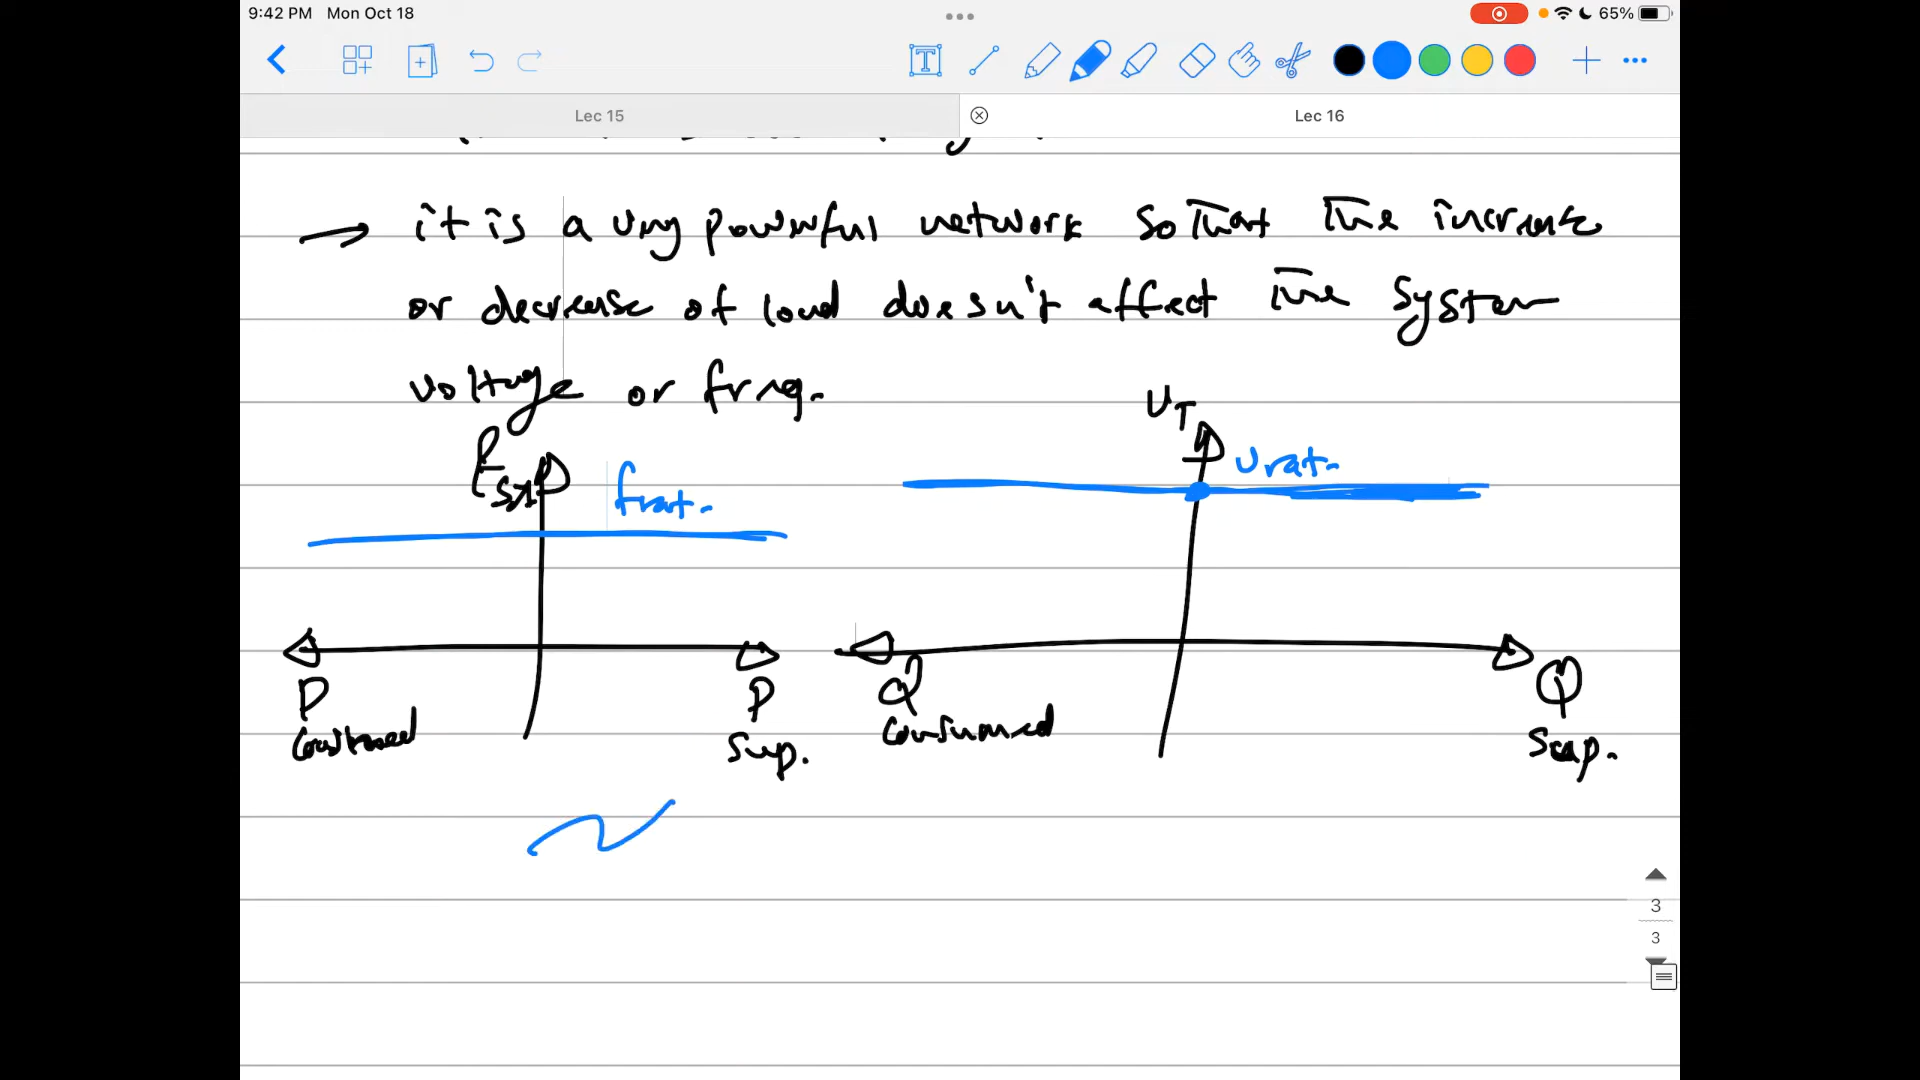 9:42 PM Mon Oct 18
65%
Lec 15
Lec 16
it is a very powerful network so that the increase
or decrease of load doesn't affect the system
voltage or freq.
VT
Vrat.
fsys
frat.
P
consumed
P
Sup.
Q
consumed
Q
Sup.
3
3